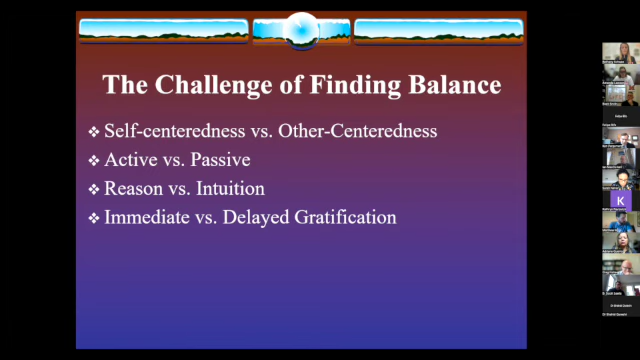 The Challenge of Finding Balance
❖ Self-centeredness vs. Other-Centeredness
❖ Active vs. Passive
❖ Reason vs. Intuition
❖ Immediate vs. Delayed Gratification
K